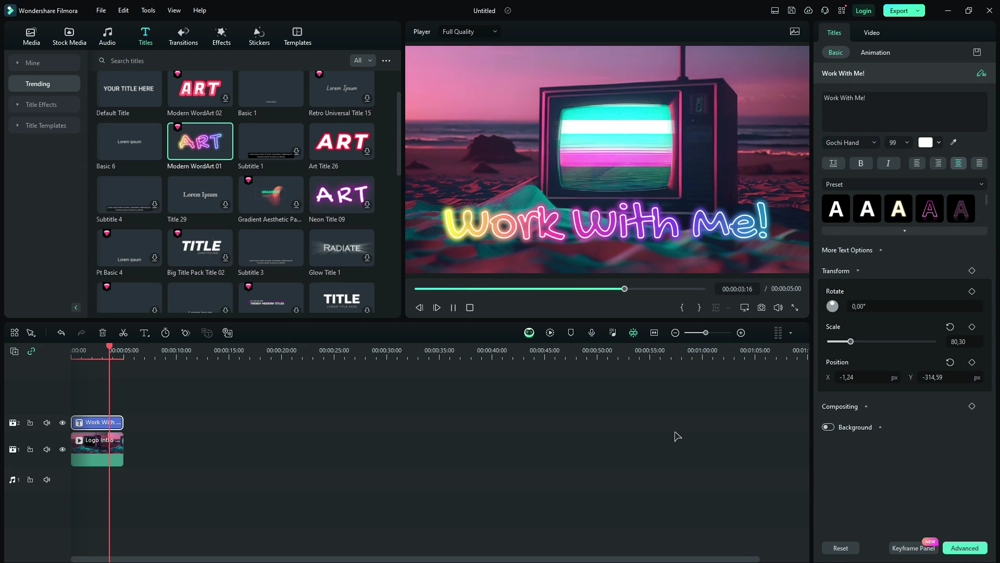 Wondershare Filmora
File
Edit
Tools
View
Help
Untitled
Login
Export
Media
Stock Media
Audio
Titles
Transitions
Effects
Stickers
Templates
Player
Full Quality
Titles
Video
Mine
Trending
Title Effects
Title Templates
Search titles
All
YOUR TITLE HERE
ART
Lorem Ipsum
Default Title
Modern WordArt 02
Basic 1
Retro Universal Title 15
Lorem ipsum
ART
ART
Basic 6
Modern WordArt 01
Subtitle 1
Art Title 26
Lorem Ipsum
ART
Subtitle 4
Title 29
Gradient Aesthetic Pa...
Neon Title 09
Lorem ipsum
TITLE
RADIATE
Pt Basic 4
Big Title Pack Title 02
Subtitle 3
Glow Title 1
TRENDY MODERN TITLES
TITLE
Work With Me!
00:00:03:16 / 00:00:05:00
Basic
Animation
Work With Me!
Work With Me!
Gochi Hand
99
B
I
Preset
A A A A A
More Text Options
Transform
Rotate
0,00°
Scale
80,30
Position
X -1,24 px Y -314,59 px
Compositing
Background
Reset
Keyframe Panel
NEW
Advanced
:00:00 00:00:05:00 00:00:10:00 00:00:15:00 00:00:20:00 00:00:25:00 00:00:30:00 00:00:35:00 00:00:40:00 00:00:45:00 00:00:50:00 00:00:55:00 00:01:00:00 00:01:05:00 00:01:
2
Work With ...
Logo Intro ...
1
1